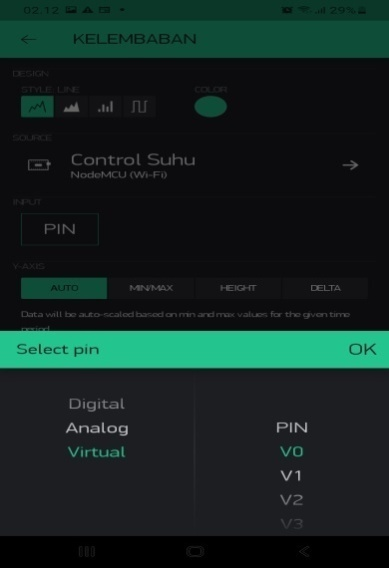 02.12 29%
KELEMBABAN
DESIGN
STYLE LINE COLOR
SOURCE
Control Suhu
NodeMCU (Wi-Fi)
INPUT
PIN
Y-AXIS
AUTO MIN/MAX HEIGHT DELTA
Data will be auto-scaled based on min and max values for the given time
period
Select pin OK
Digital
Analog PIN
Virtual V0
V1
V2
V3